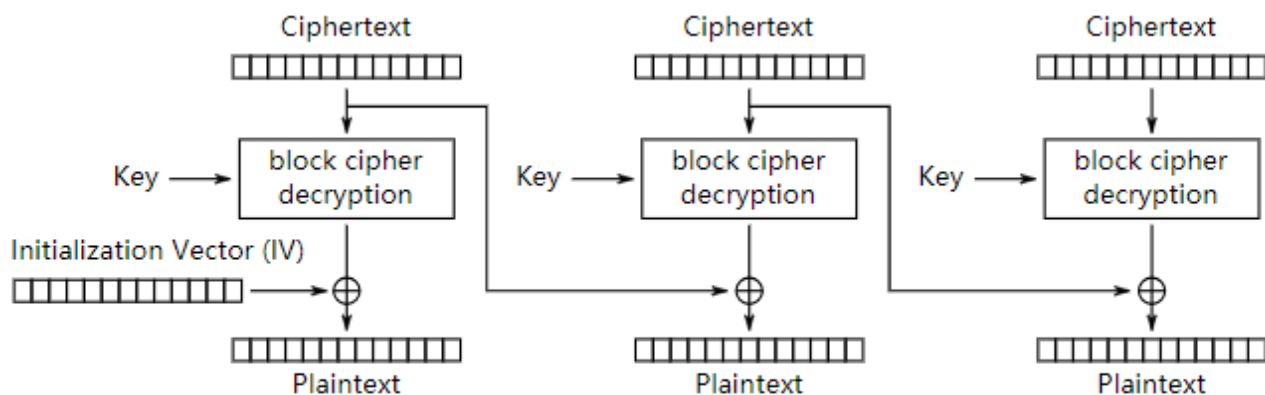 Ciphertext
Ciphertext
Ciphertext
Key
block cipher
decryption
Key
block cipher
decryption
Key
block cipher
decryption
Initialization Vector (IV)
Plaintext
Plaintext
Plaintext